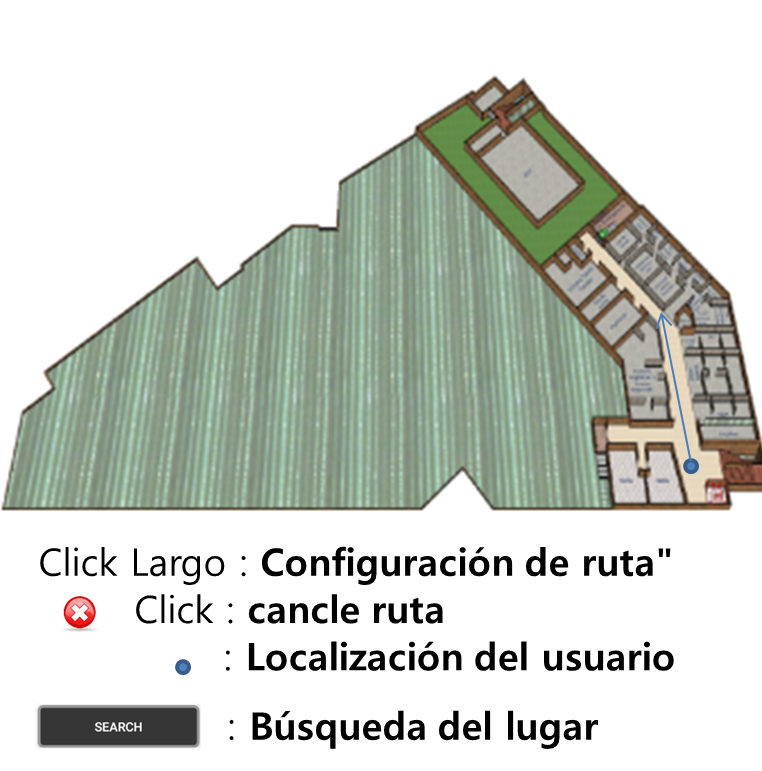 Click Largo : Configuración de ruta"
Click : cancle ruta
: Localización del usuario
SEARCH : Búsqueda del lugar